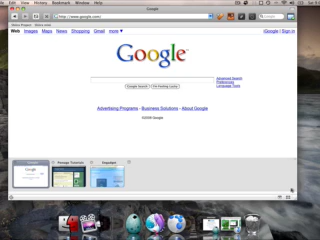 Edit View History Bookmark Window Help
Google
http://www.google.com/
Google
Web Images Maps News Shopping Gmail more ▼
iGoogle | Sign in
Google
Advanced Search
Preferences
Language Tools
Google Search I'm Feeling Lucky
Advertising Programs - Business Solutions - About Google
©2008 Google